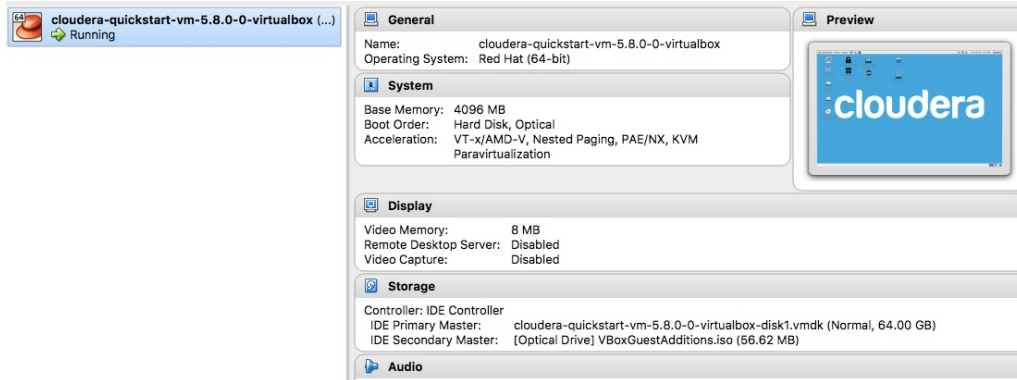 64
cloudera-quickstart-vm-5.8.0-0-virtualbox (...)
Running
General
Name: cloudera-quickstart-vm-5.8.0-0-virtualbox
Operating System: Red Hat (64-bit)
System
Base Memory: 4096 MB
Boot Order: Hard Disk, Optical
Acceleration: VT-x/AMD-V, Nested Paging, PAE/NX, KVM
Paravirtualization
Preview
cloudera
Display
Video Memory: 8 MB
Remote Desktop Server: Disabled
Video Capture: Disabled
Storage
Controller: IDE Controller
IDE Primary Master: cloudera-quickstart-vm-5.8.0-0-virtualbox-disk1.vmdk (Normal, 64.00 GB)
IDE Secondary Master: [Optical Drive] VBoxGuestAdditions.iso (56.62 MB)
Audio